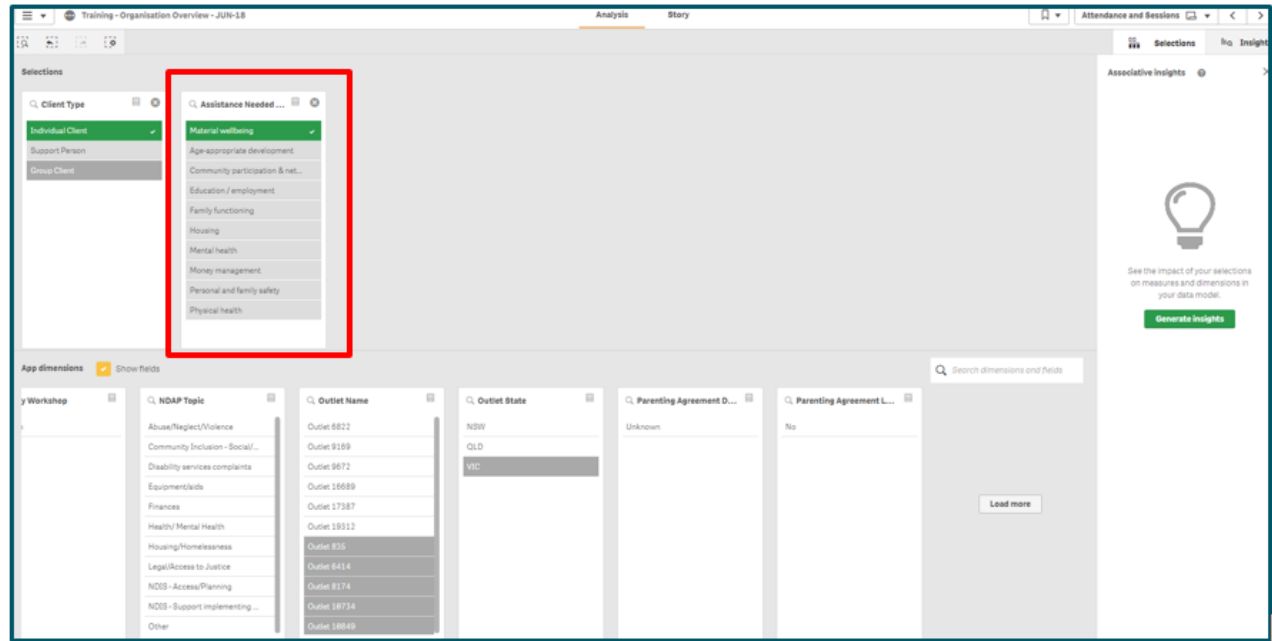 Training - Organisation Overview - JUN-18
Analysis
Story
Attendance and Sessions
Selections
Insight
Selections
Associative insights
Client Type
Individual Client
Support Person
Group Client
Assistance Needed ...
Material wellbeing
Age-appropriate development
Community participation & net...
Education / employment
Family functioning
Housing
Mental health
Money management
Personal and family safety
Physical health
See the impact of your selections
on measures and dimensions in
your data model.
Generate insights
App dimensions
Show fields
Search dimensions and fields
y Workshop
NDAP Topic
Abuse/Neglect/Violence
Community Inclusion - Social/...
Disability services complaints
Equipment/aids
Finances
Health/ Mental Health
Housing/Homelessness
Legal/Access to Justice
NDIS - Access/Planning
NDIS - Support implementing ...
Other
Outlet Name
Outlet 6822
Outlet 9169
Outlet 9672
Outlet 16689
Outlet 17387
Outlet 19312
Outlet 835
Outlet 6414
Outlet 8174
Outlet 10734
Outlet 10849
Outlet State
NSW
QLD
VIC
Parenting Agreement D...
Unknown
Parenting Agreement L...
No
Load more